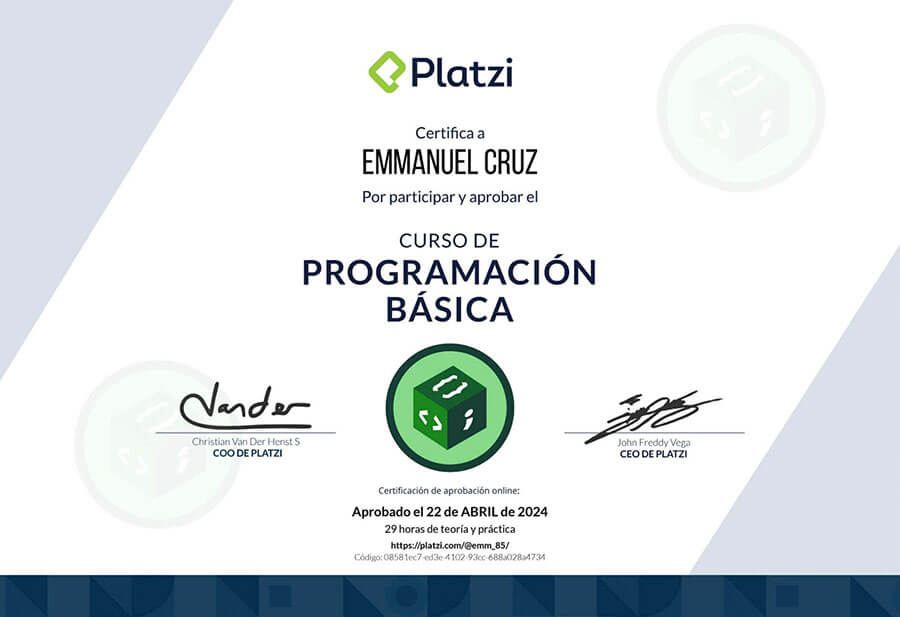 Platzi
Certifica a
EMMANUEL CRUZ
Por participar y aprobar el
CURSO DE
PROGRAMACIÓN
BÁSICA
Vander
Christian Van Der Henst S
COO DE PLATZI
John Freddy Vega
CEO DE PLATZI
Certificación de aprobación online:
Aprobado el 22 de ABRIL de 2024
29 horas de teoría y práctica
https://platzi.com/@emm_85/
Código: 08581ec7-ed3e-4102-93cc-688a028a4734